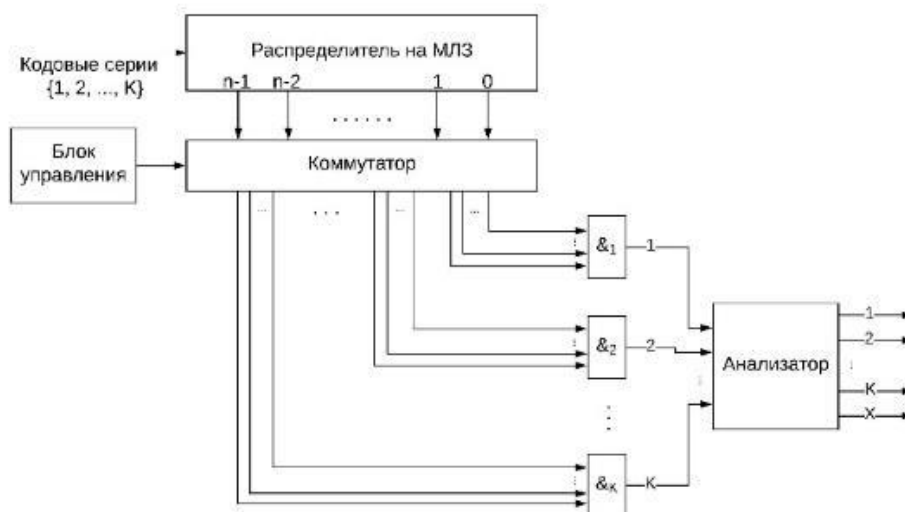 Распределитель на МЛЗ
Кодовые серии
{1, 2, ..., K}
n-1 n-2 1 0
. . . . . .
Блок
управления
Коммутатор
... . . . ... ...
&1 1
&2 2
&K K
Анализатор
1
2
K
X